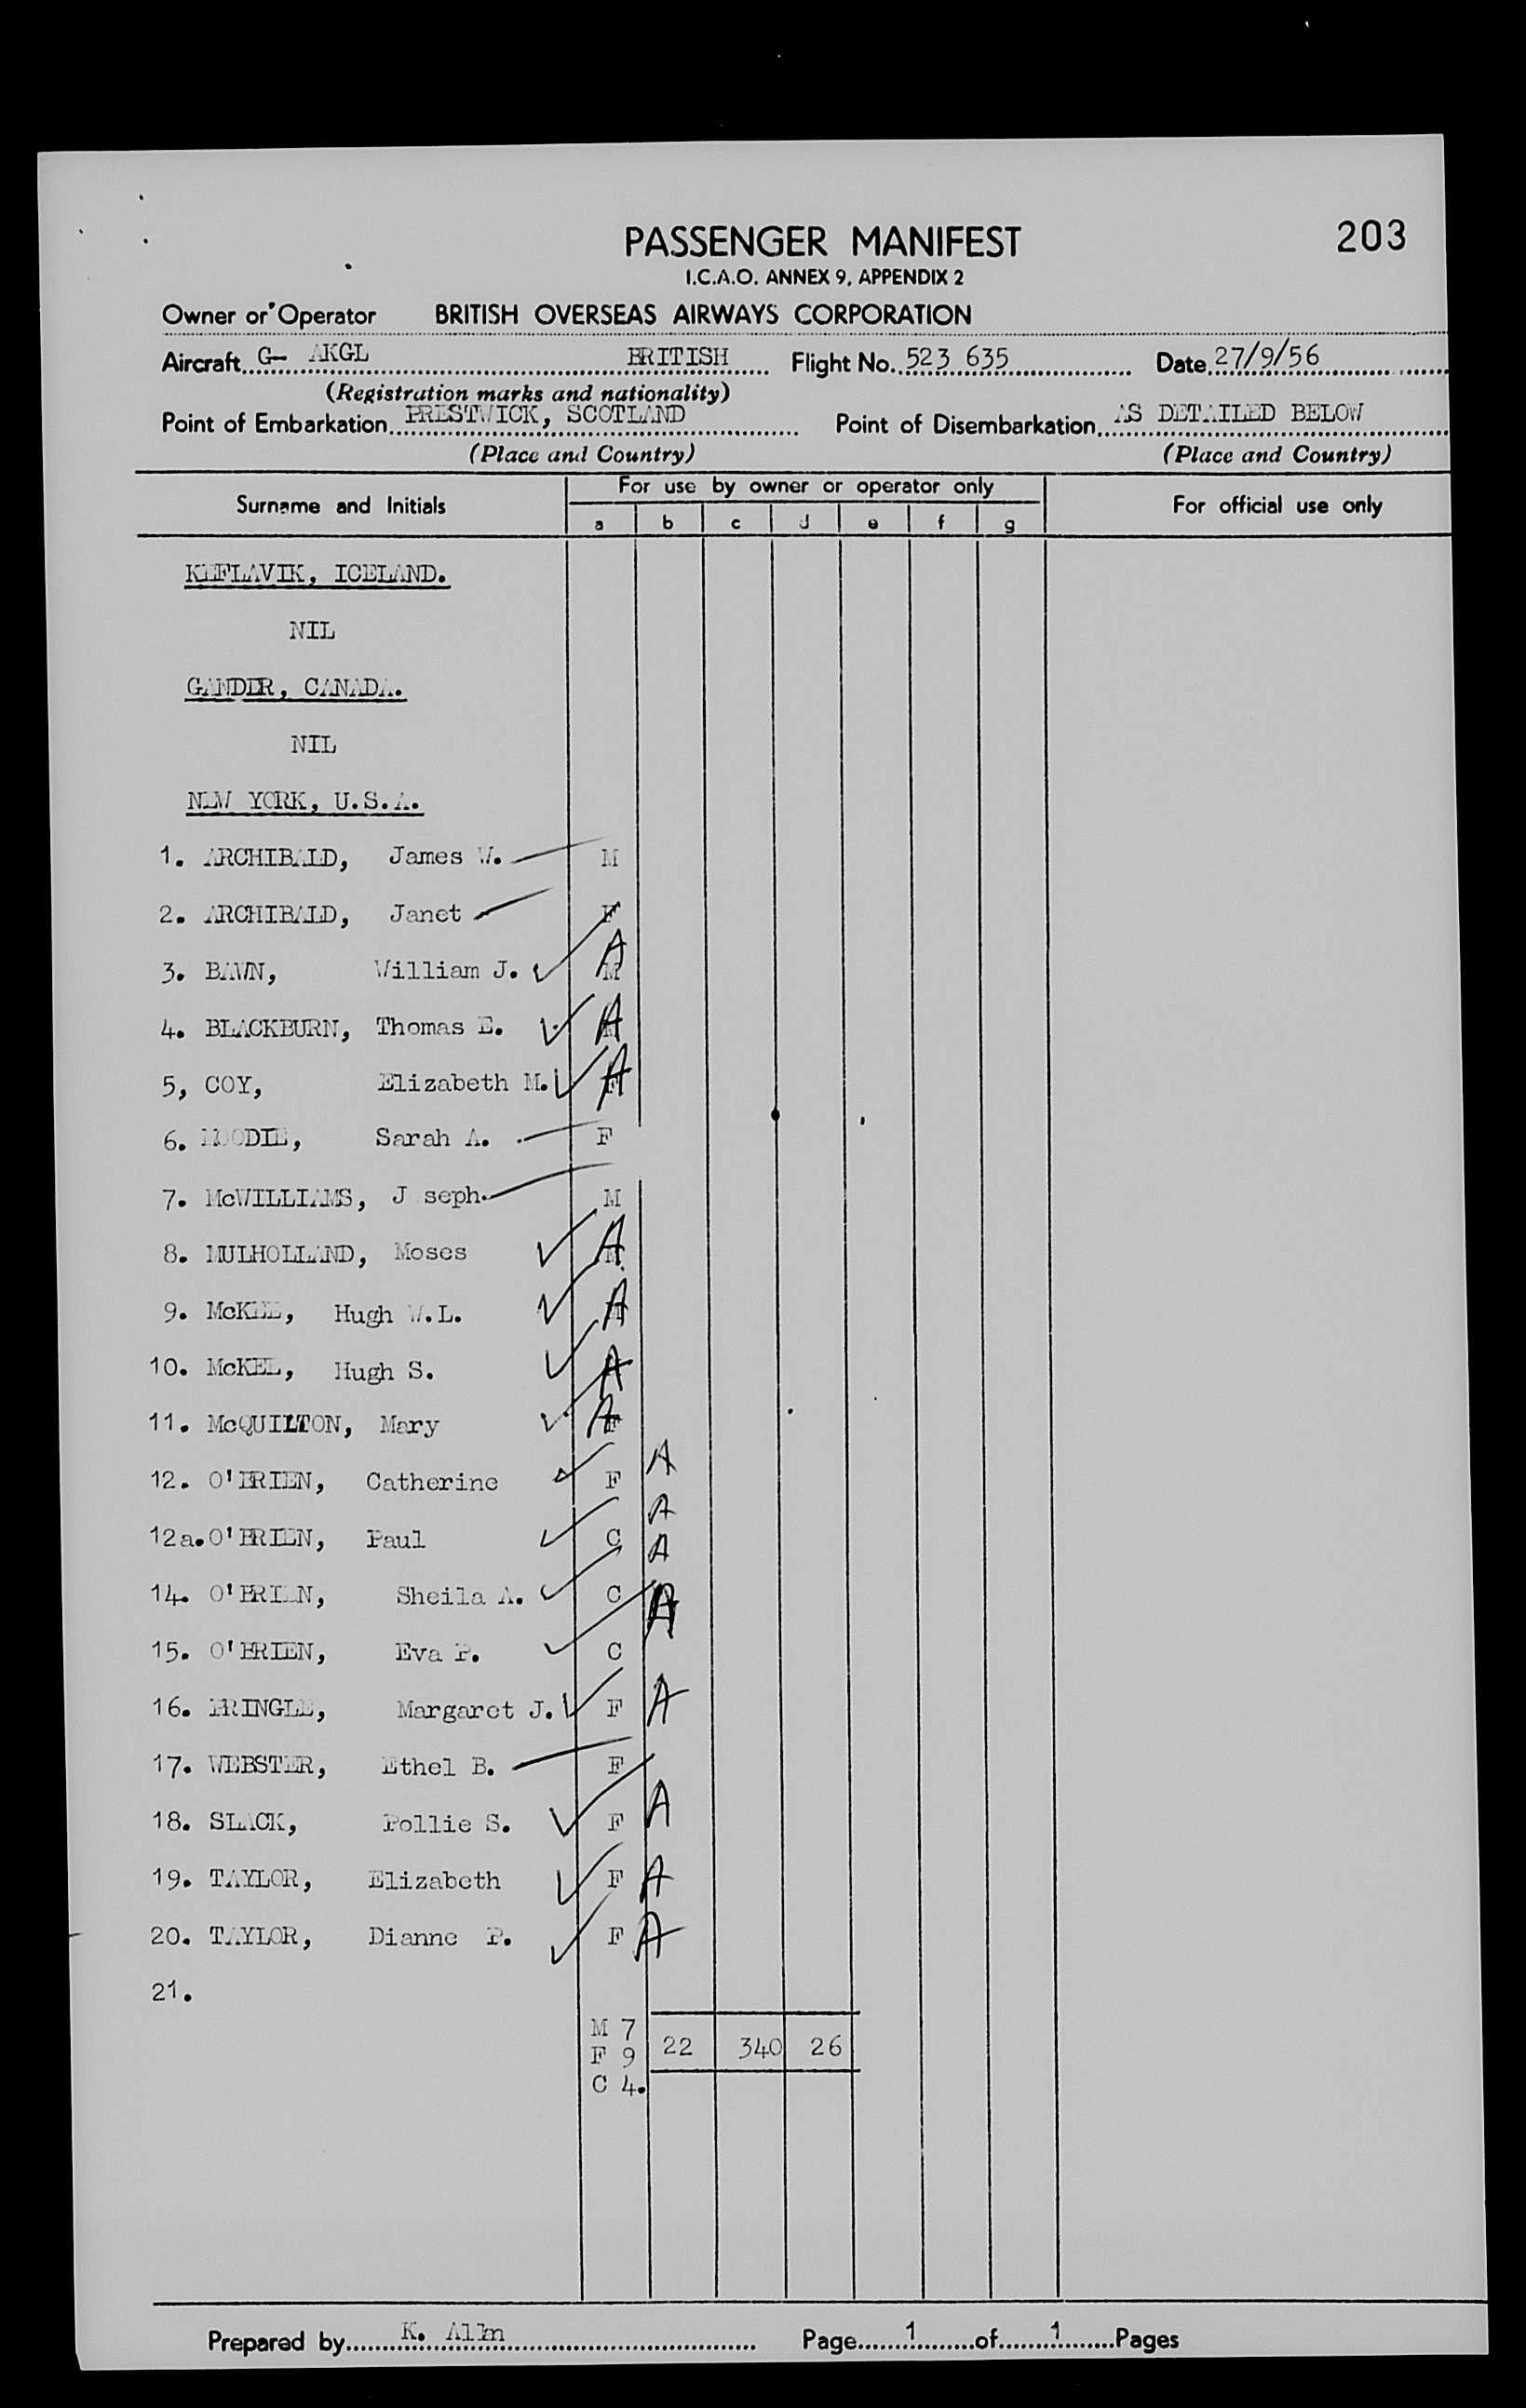 PASSENGER MANIFEST
203
I.C.A.O. ANNEX 9, APPENDIX 2
Owner or Operator BRITISH OVERSEAS AIRWAYS CORPORATION
Aircraft G- AKGL BRITISH Flight No. 523 635 Date 27/9/56
(Registration marks and nationality)
Point of Embarkation PRESTWICK, SCOTLAND Point of Disembarkation AS DETAILED BELOW
(Place and Country) (Place and Country)
Surname and Initials For use by owner or operator only For official use only
a b c d e f g
KEFLAVIK, ICELAND.
NIL
GANDER, CANADA.
NIL
NEW YORK, U.S.A.
1. ARCHIBALD, James W. M
2. ARCHIBALD, Janet F
3. BAWN, William J. M A
4. BLACKBURN, Thomas E. A
5, COY, Elizabeth M. F A
6. MOODIE, Sarah A. F
7. McWILLIAMS, J seph. M
8. MULHOLLAND, Moses M A
9. McKEE, Hugh W.L. A
10. McKEE, Hugh S. A
11. McQUILTON, Mary F A
12. O'BRIEN, Catherine F A
12a. O'BRIEN, Paul C A
14. O'BRIEN, Sheila A. C A
15. O'BRIEN, Eva P. C A
16. PRINGLE, Margaret J. F A
17. WEBSTER, Ethel B. F
18. SLACK, Pollie S. F A
19. TAYLOR, Elizabeth F A
20. TAYLOR, Dianne P. F A
21.
M 7
F 9 22 340 26
C 4.
Prepared by K. Page 1 of 1 Pages